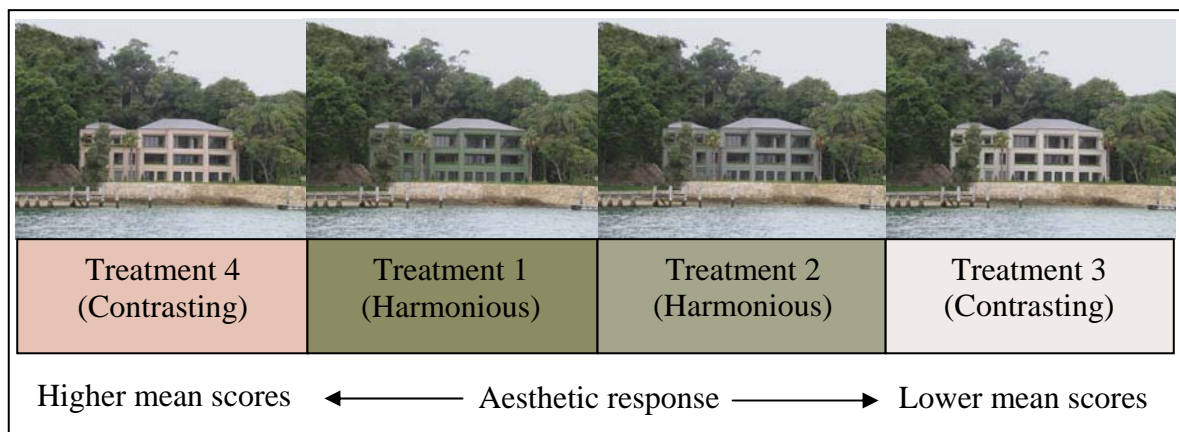 Treatment 4
(Contrasting)
Treatment 1
(Harmonious)
Treatment 2
(Harmonious)
Treatment 3
(Contrasting)
Higher mean scores
Aesthetic response
Lower mean scores